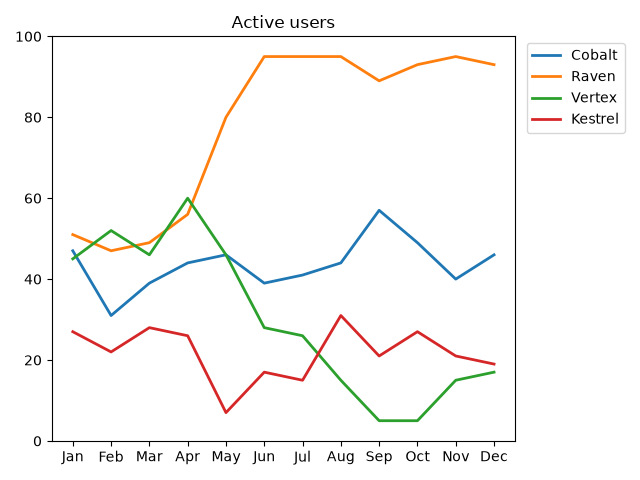 Active users
100
80
60
40
20
0
Jan Feb Mar Apr May Jun Jul Aug Sep Oct Nov Dec
Cobalt
Raven
Vertex
Kestrel